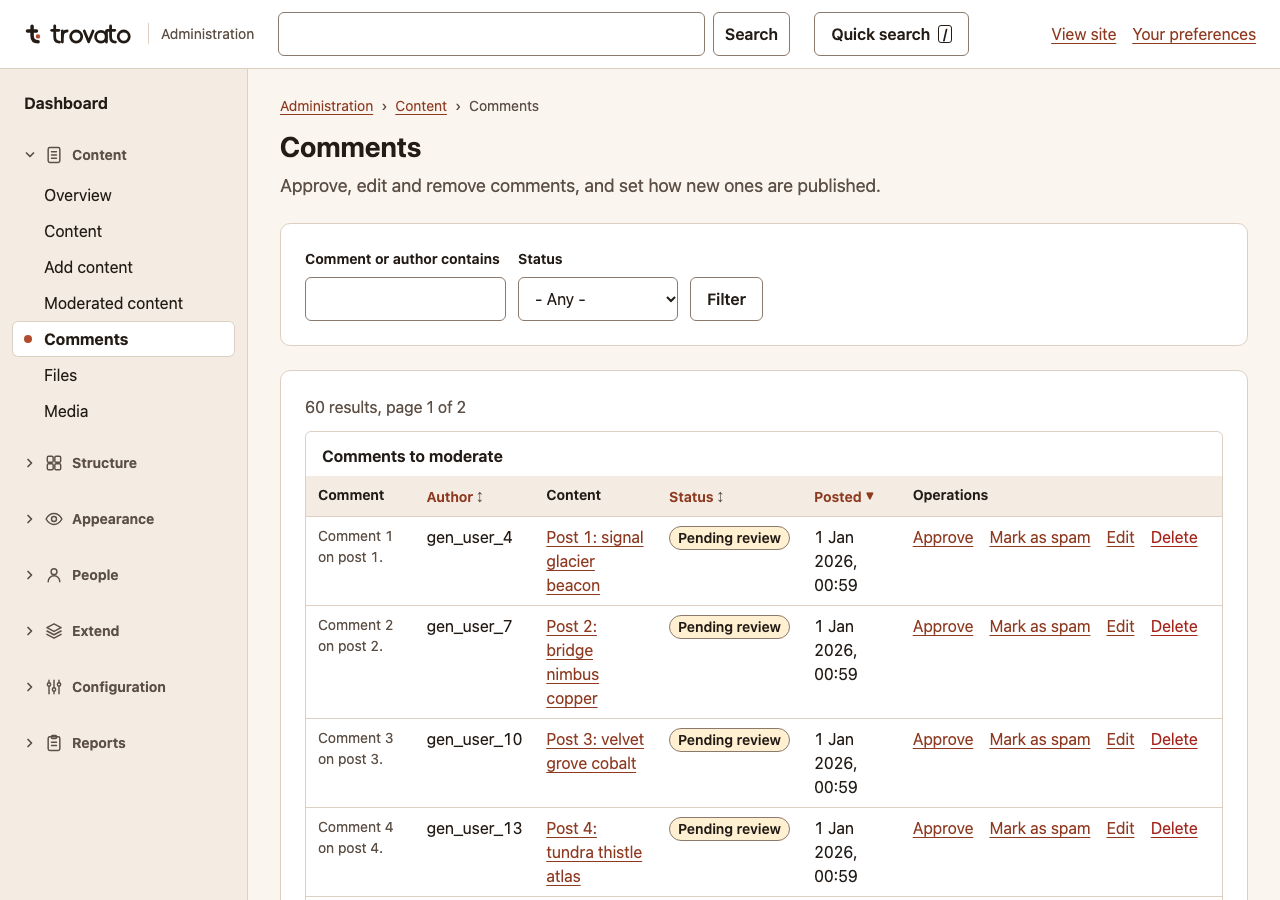 trovato
Administration
Search
Quick search /
View site
Your preferences
Dashboard
Content
Overview
Content
Add content
Moderated content
Comments
Files
Media
Structure
Appearance
People
Extend
Configuration
Reports
Administration › Content › Comments
Comments
Approve, edit and remove comments, and set how new ones are published.
Comment or author contains
Status
- Any -
Filter
60 results, page 1 of 2
Comments to moderate
Comment Author ↕ Content Status ↕ Posted ▼ Operations
Comment 1 gen_user_4 Post 1: signal Pending review 1 Jan Approve Mark as spam Edit Delete
on post 1. glacier 2026,
beacon 00:59
Comment 2 gen_user_7 Post 2: Pending review 1 Jan Approve Mark as spam Edit Delete
on post 2. bridge 2026,
nimbus 00:59
copper
Comment 3 gen_user_10 Post 3: velvet Pending review 1 Jan Approve Mark as spam Edit Delete
on post 3. grove cobalt 2026,
00:59
Comment 4 gen_user_13 Post 4: Pending review 1 Jan Approve Mark as spam Edit Delete
on post 4. tundra thistle 2026,
atlas 00:59